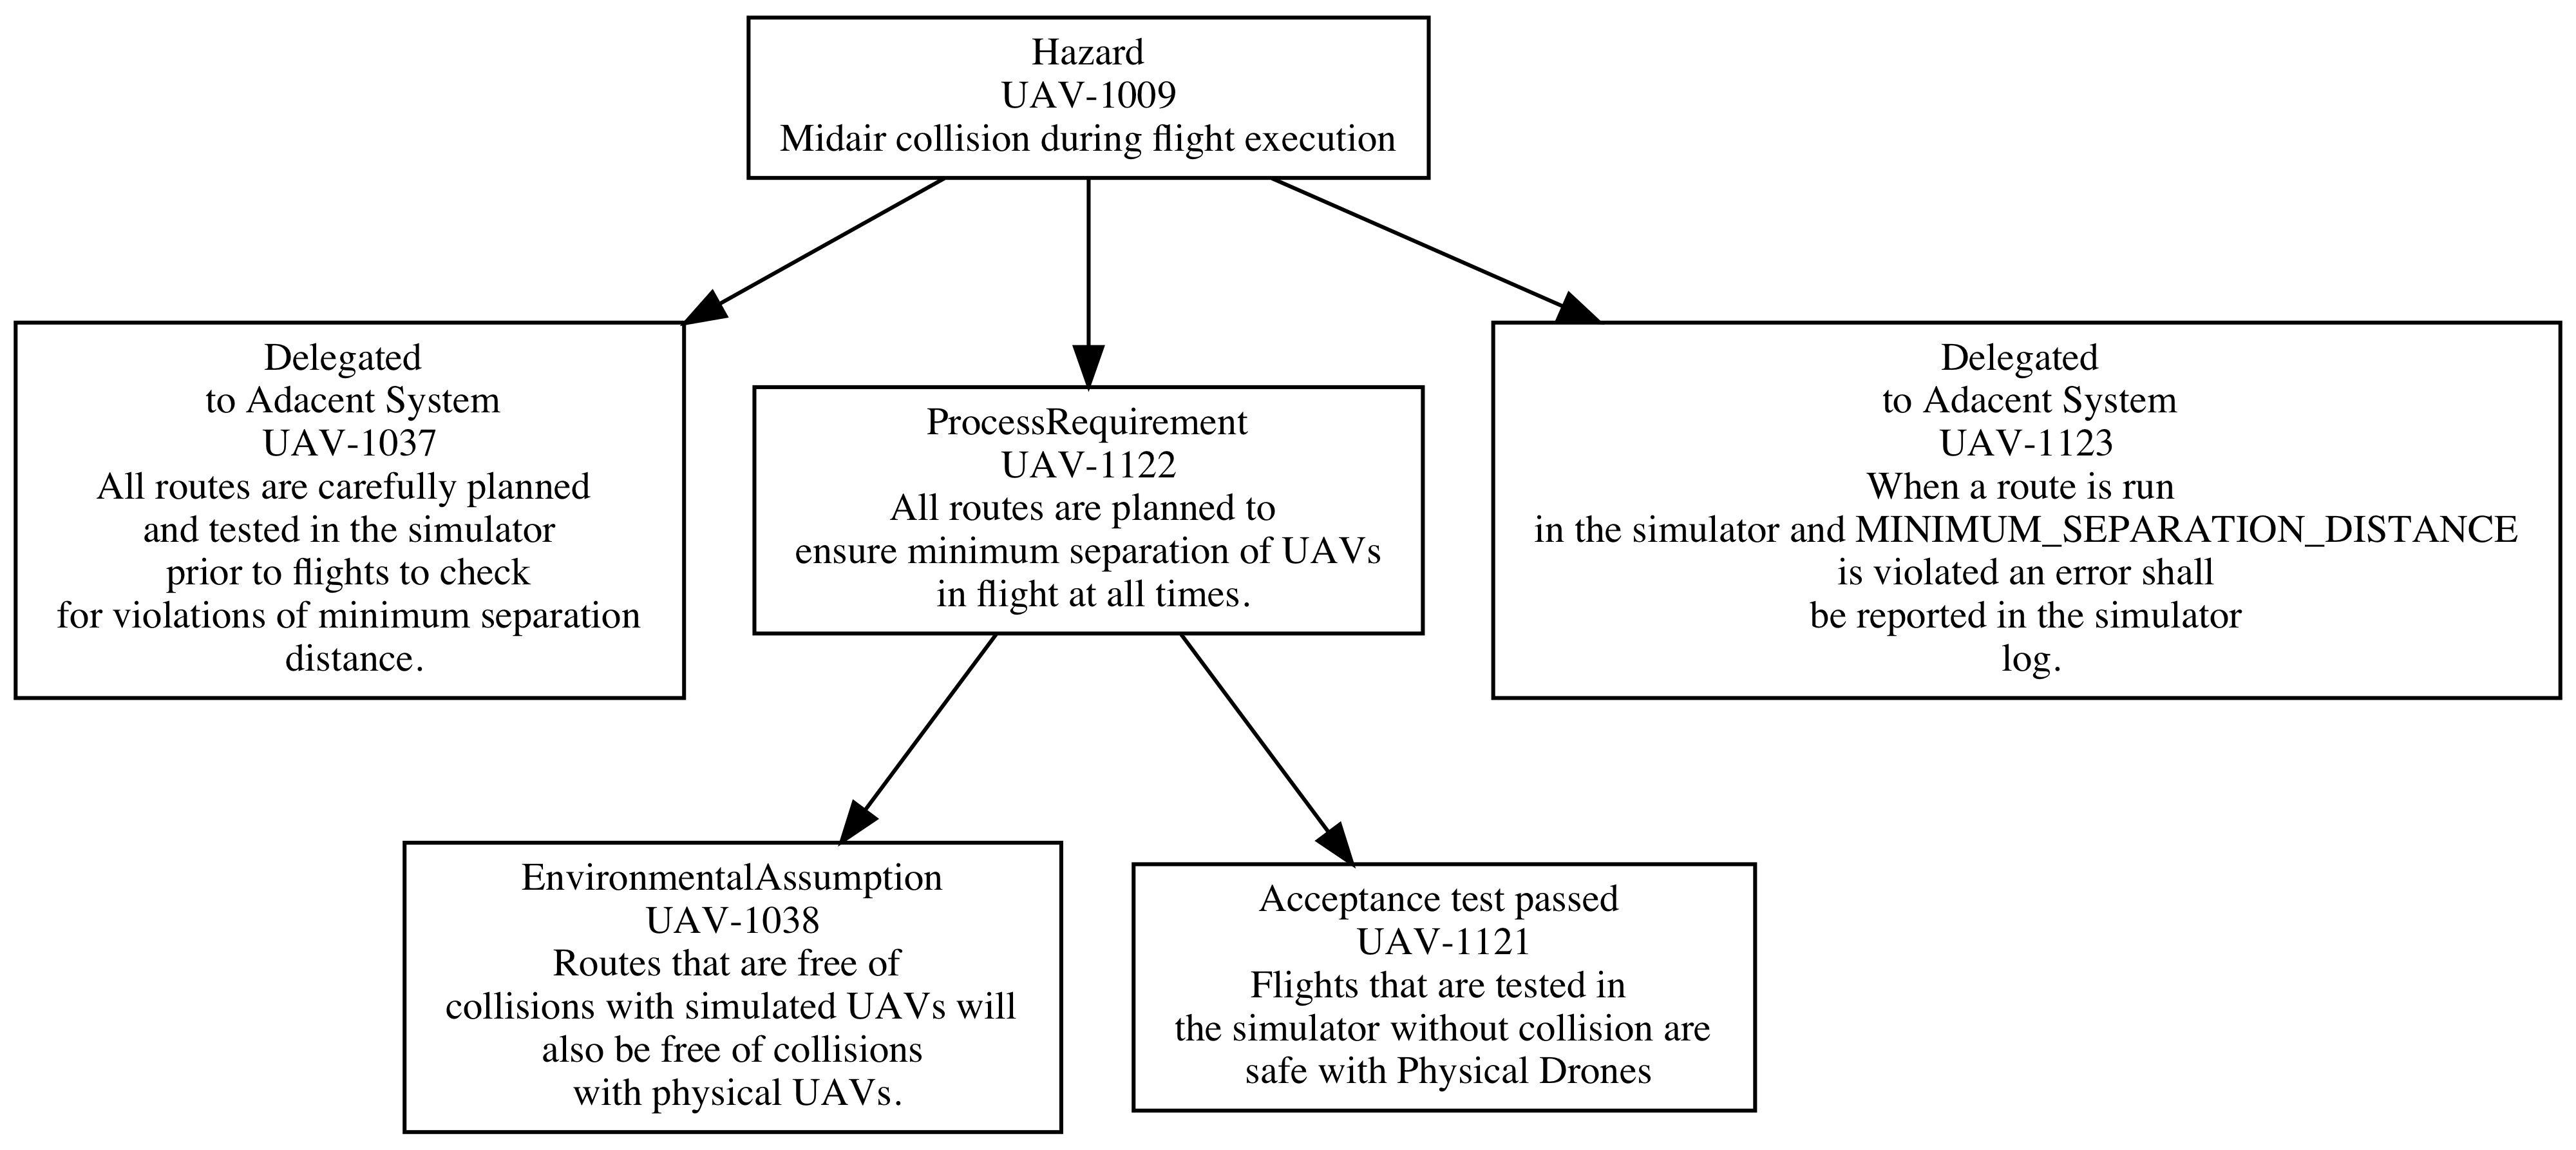 Hazard
UAV-1009
Midair collision during flight execution
Delegated
to Adacent System
UAV-1037
All routes are carefully planned
and tested in the simulator
prior to flights to check
for violations of minimum separation
distance.
ProcessRequirement
UAV-1122
All routes are planned to
ensure minimum separation of UAVs
in flight at all times.
Delegated
to Adacent System
UAV-1123
When a route is run
in the simulator and MINIMUM_SEPARATION_DISTANCE
is violated an error shall
be reported in the simulator
log.
EnvironmentalAssumption
UAV-1038
Routes that are free of
collisions with simulated UAVs will
also be free of collisions
with physical UAVs.
Acceptance test passed
UAV-1121
Flights that are tested in
the simulator without collision are
safe with Physical Drones